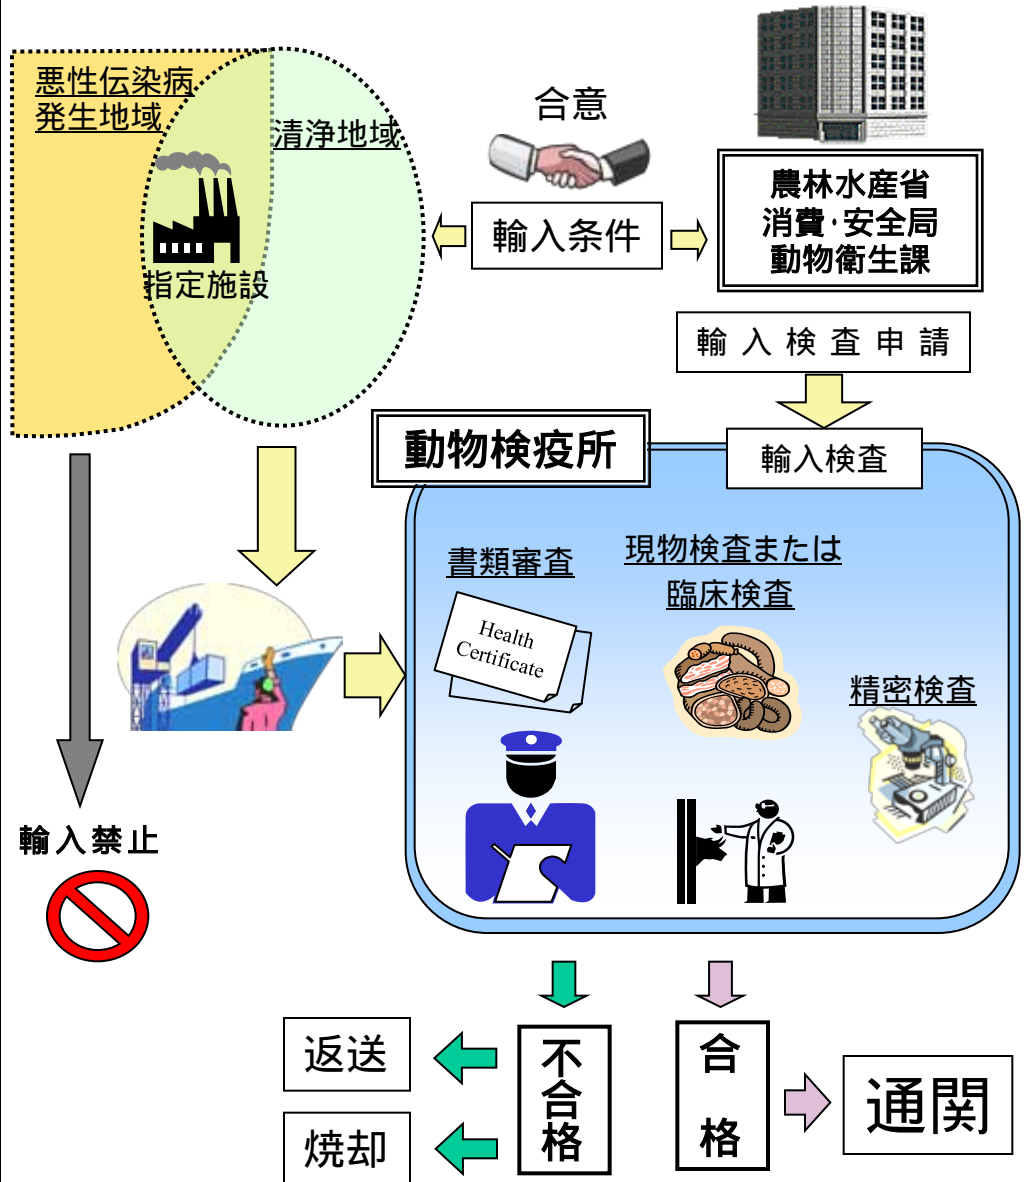 悪性伝染病
発生地域
清浄地域
指定施設
合意
輸入条件
農林水産省
消費・安全局
動物衛生課
輸入検査申請
動物検疫所
輸入検査
書類審査
Health
Certificate
現物検査または
臨床検査
精密検査
輸入禁止
不合格
合格
返送
焼却
通関